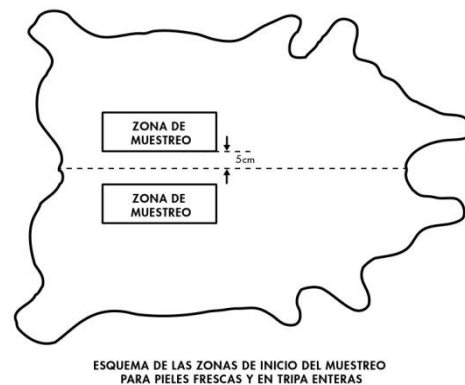 ZONA DE
MUESTREO
5cm
ZONA DE
MUESTREO
ESQUEMA DE LAS ZONAS DE INICIO DEL MUESTREO
PARA PIELES FRESCAS Y EN TRIPA ENTERAS